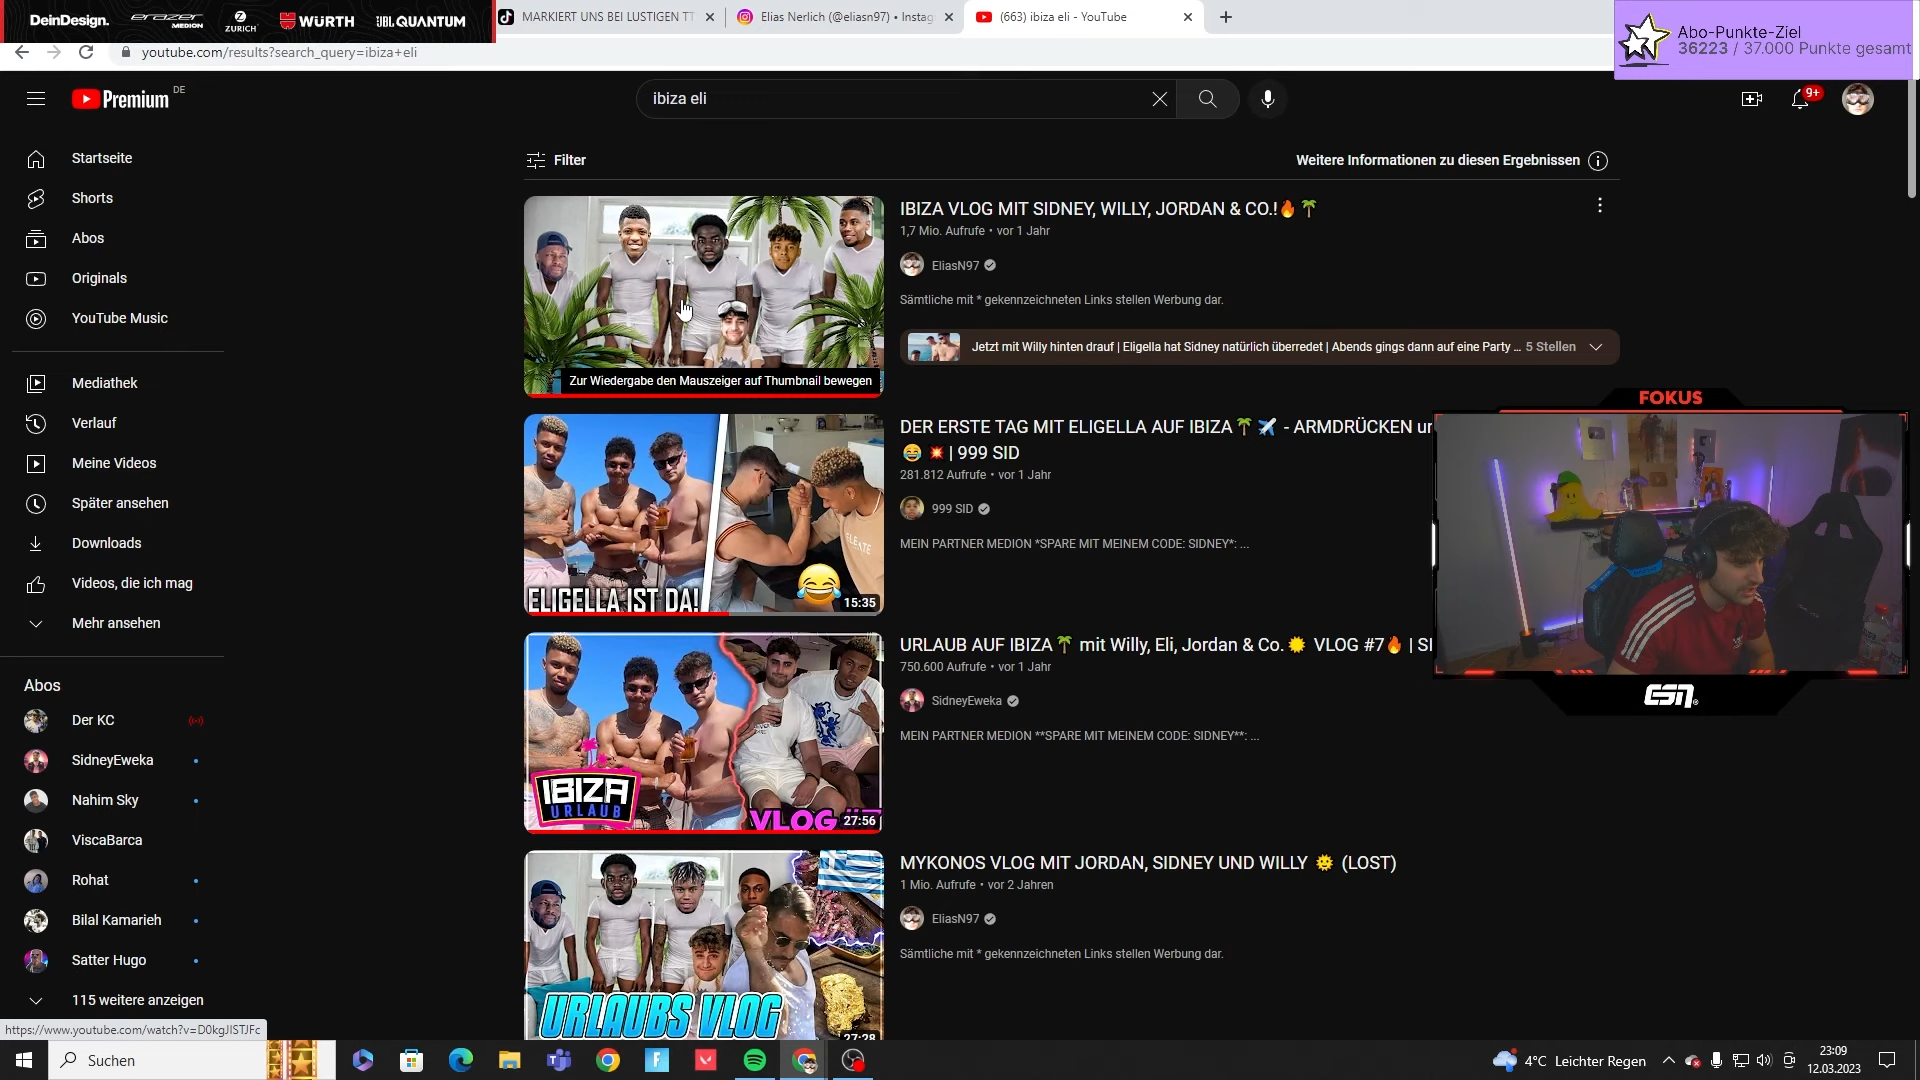 DeinDesign. erazer MEDION ZURICH WÜRTH JBL QUANTUM
MARKIERT UNS BEI LUSTIGEN TT
Elias Nerlich (@eliasn97) • Instag
(663) ibiza eli - YouTube
Abo-Punkte-Ziel
36223 / 37.000 Punkte gesamt
youtube.com/results?search_query=ibiza+eli
Premium DE
ibiza eli
9+
Startseite
Shorts
Abos
Originals
YouTube Music
Mediathek
Verlauf
Meine Videos
Später ansehen
Downloads
Videos, die ich mag
Mehr ansehen
Abos
Der KC
SidneyEweka
Nahim Sky
ViscaBarca
Rohat
Bilal Kamarieh
Satter Hugo
115 weitere anzeigen
https://www.youtube.com/watch?v=D0kgJlSTJFc
Filter
Weitere Informationen zu diesen Ergebnissen
Zur Wiedergabe den Mauszeiger auf Thumbnail bewegen
IBIZA VLOG MIT SIDNEY, WILLY, JORDAN & CO.!🔥🌴
1,7 Mio. Aufrufe • vor 1 Jahr
EliasN97
Sämtliche mit * gekennzeichneten Links stellen Werbung dar.
Jetzt mit Willy hinten drauf | Eligella hat Sidney natürlich überredet | Abends gings dann auf eine Party ... 5 Stellen
ELIGELLA IST DA!
15:35
DER ERSTE TAG MIT ELIGELLA AUF IBIZA🌴✈️ - ARMDRÜCKEN ur
😂💥 | 999 SID
281.812 Aufrufe • vor 1 Jahr
999 SID
MEIN PARTNER MEDION *SPARE MIT MEINEM CODE: SIDNEY*: ...
IBIZA
URLAUB
VLOG
27:56
URLAUB AUF IBIZA🌴 mit Willy, Eli, Jordan & Co.☀️ VLOG #7🔥 | SI
750.600 Aufrufe • vor 1 Jahr
SidneyEweka
MEIN PARTNER MEDION **SPARE MIT MEINEM CODE: SIDNEY**: ...
URLAUBS VLOG
27:28
MYKONOS VLOG MIT JORDAN, SIDNEY UND WILLY 🌞 (LOST)
1 Mio. Aufrufe • vor 2 Jahren
EliasN97
Sämtliche mit * gekennzeichneten Links stellen Werbung dar.
FOKUS
GSN
Suchen
4°C Leichter Regen
23:09
12.03.2023